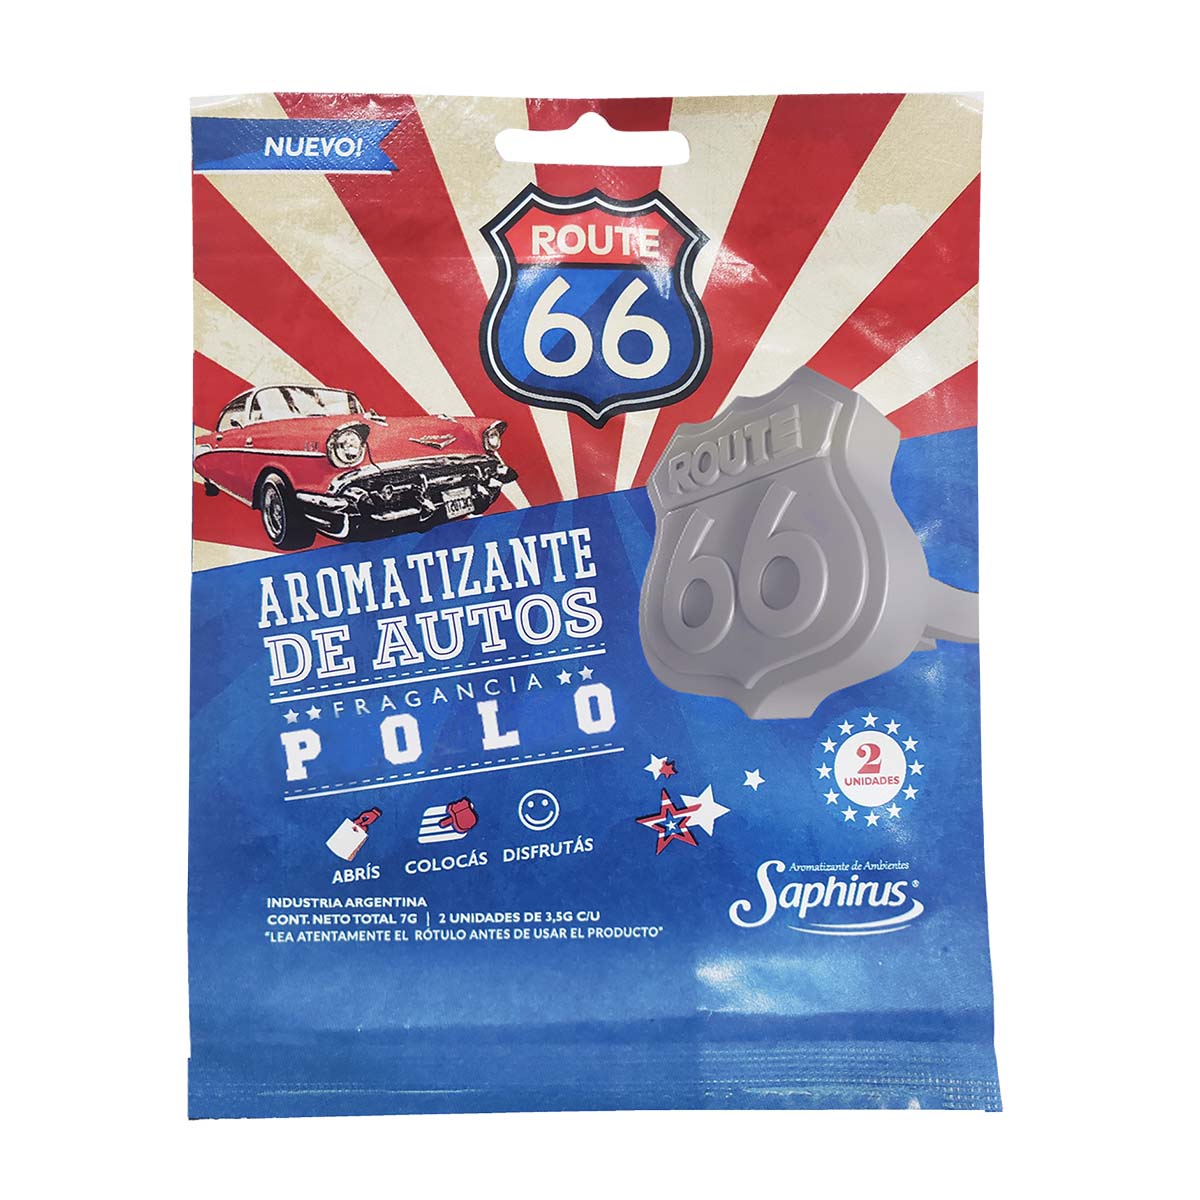 NUEVO!
ROUTE
66
ROUTE
66
AROMATIZANTE
DE AUTOS
FRAGANCIA
POLO
2
UNIDADES
ABRÍS
COLOCÁS
DISFRUTÁS
Aromatizante de Ambientes
Saphirus®
INDUSTRIA ARGENTINA
CONT. NETO TOTAL 7G | 2 UNIDADES DE 3,5G C/U
"LEA ATENTAMENTE EL RÓTULO ANTES DE USAR EL PRODUCTO"